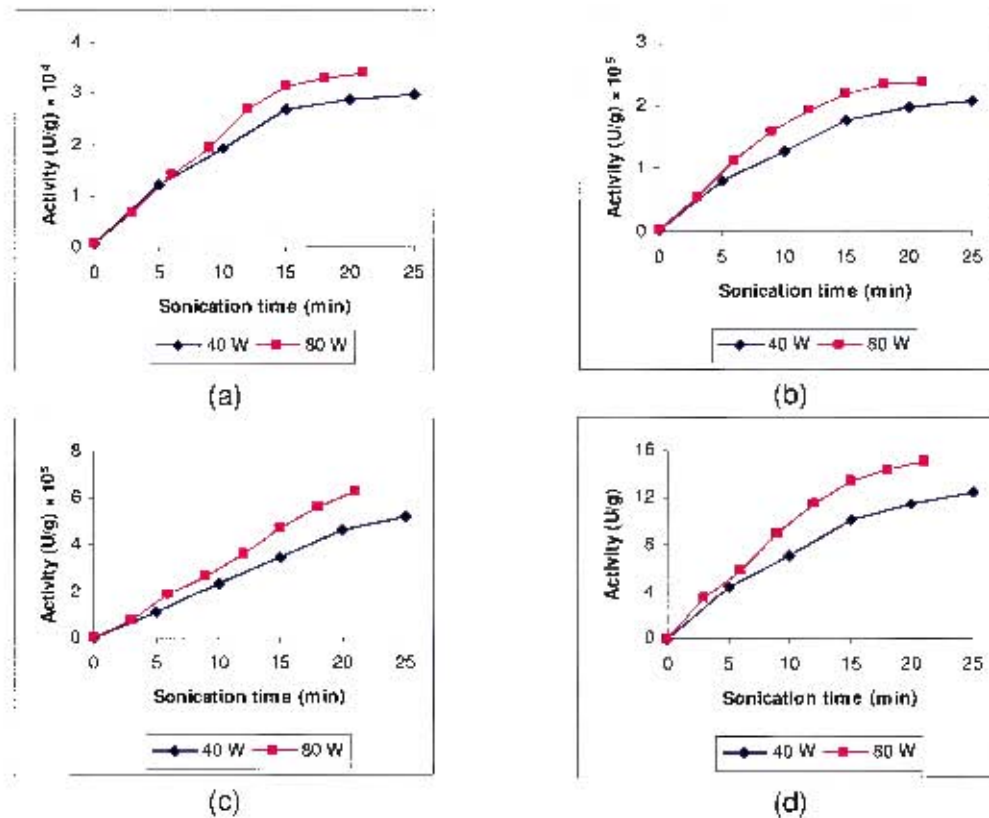 Activity (U/g) × 10⁴
4
3
2
1
0
0 5 10 15 20 25
Sonication time (min)
40 W 80 W
(a)
Activity (U/g) × 10⁵
3
2
1
0
0 5 10 15 20 25
Sonication time (min)
40 W 80 W
(b)
Activity (U/g) × 10⁵
8
6
4
2
0
0 5 10 15 20 25
Sonication time (min)
40 W 80 W
(c)
Activity (U/g)
16
12
8
4
0
0 5 10 15 20 25
Sonication time (min)
40 W 80 W
(d)